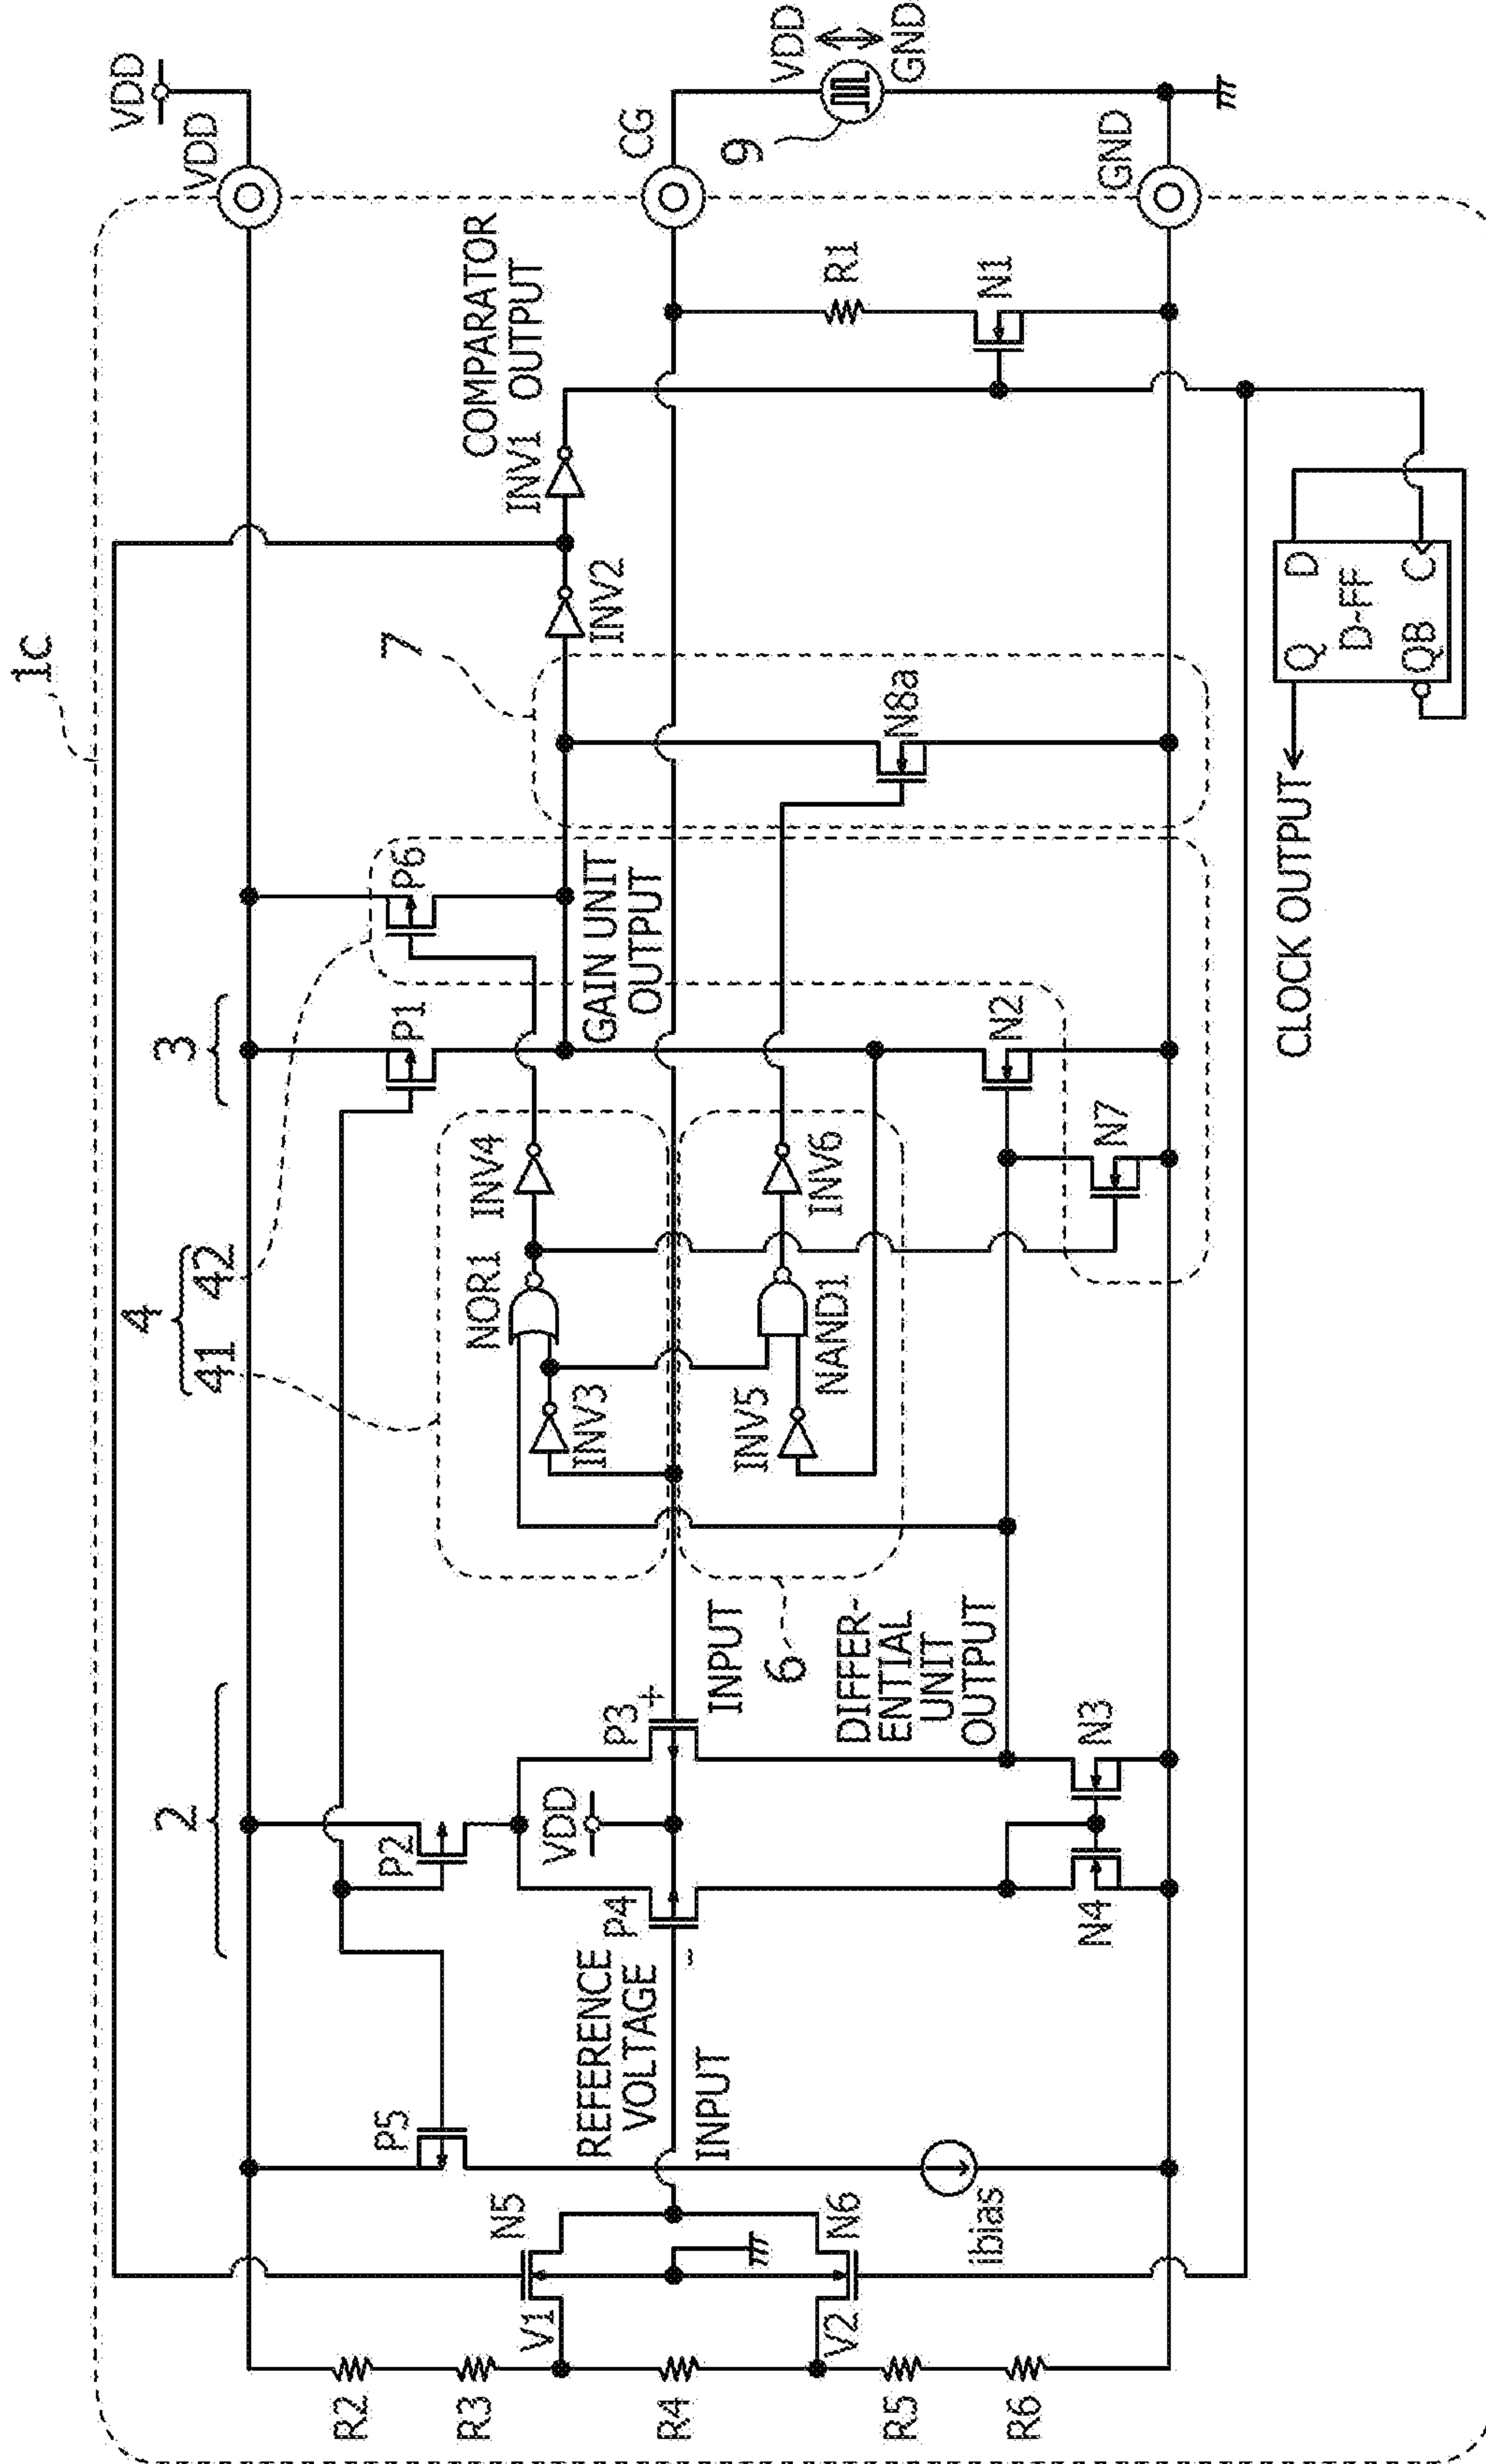 1c
VDD
VDD
CG
9
VDD
GND
GND
COMPARATOR
OUTPUT
INV1
INV2
R1
N1
7
N8a
P6
GAIN UNIT
OUTPUT
3
P1
N2
N7
4
41
42
NOR1
INV4
INV3
NAND1
INV6
INV5
6
2
P2
P3
P4
VDD
+
-
INPUT
DIFFER-
ENTIAL
UNIT
OUTPUT
N3
N4
REFERENCE
VOLTAGE
INPUT
P5
ibias
N5
N6
V1
V2
R2
R3
R4
R5
R6
Q
D
D-FF
QB
C
CLOCK OUTPUT